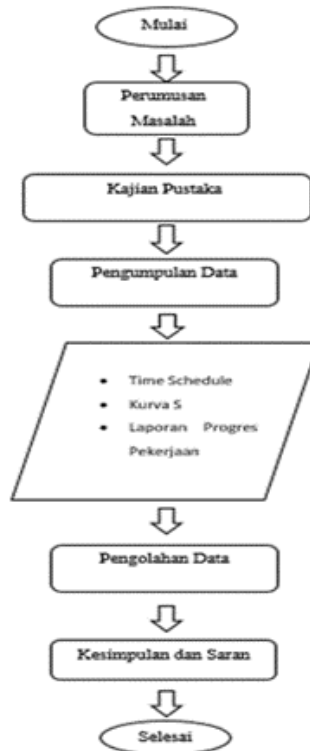 Mulai
Perumusan
Masalah
Kajian Pustaka
Pengumpulan Data
• Time Schedule
• Kurva S
• Laporan Progres
Pekerjaan
Pengolahan Data
Kesimpulan dan Saran
Selesai